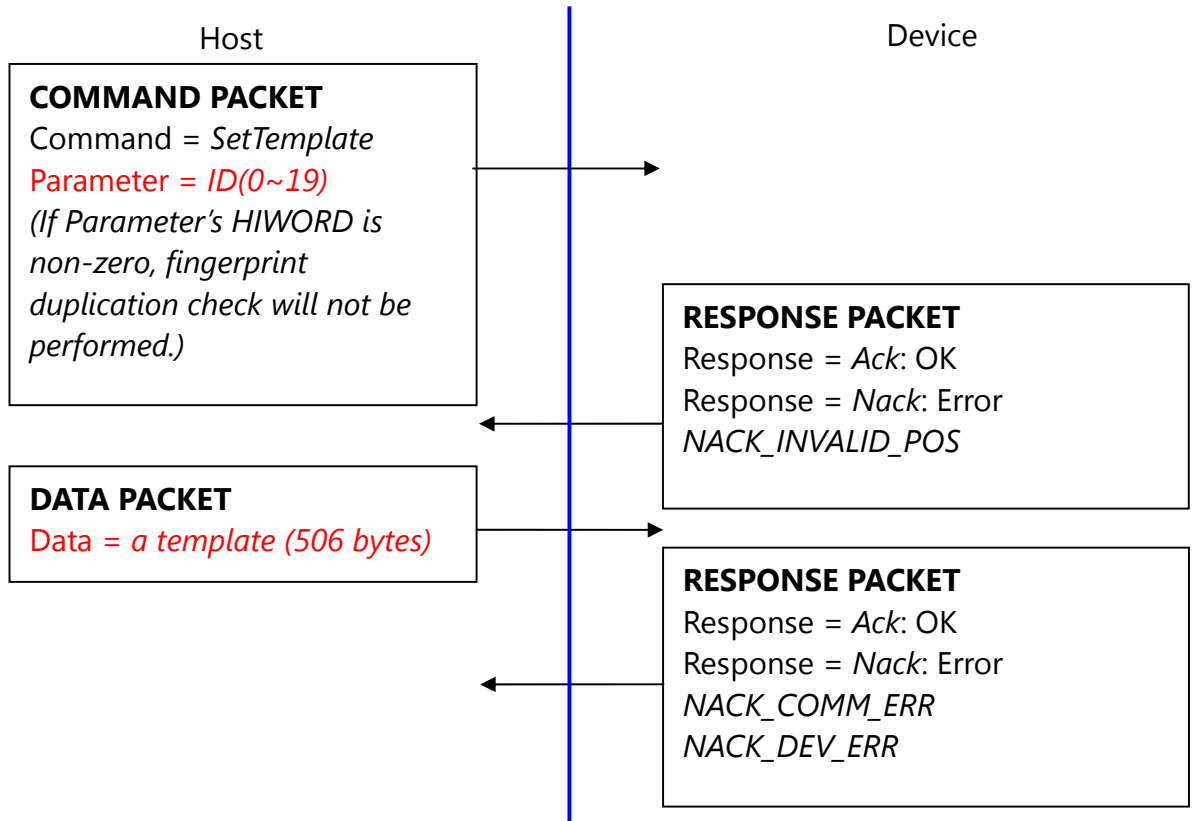 Host
Device
COMMAND PACKET
Command = SetTemplate
Parameter = ID(0~19)
(If Parameter’s HIWORD is
non-zero, fingerprint
duplication check will not be
performed.)
RESPONSE PACKET
Response = Ack: OK
Response = Nack: Error
NACK_INVALID_POS
DATA PACKET
Data = a template (506 bytes)
RESPONSE PACKET
Response = Ack: OK
Response = Nack: Error
NACK_COMM_ERR
NACK_DEV_ERR